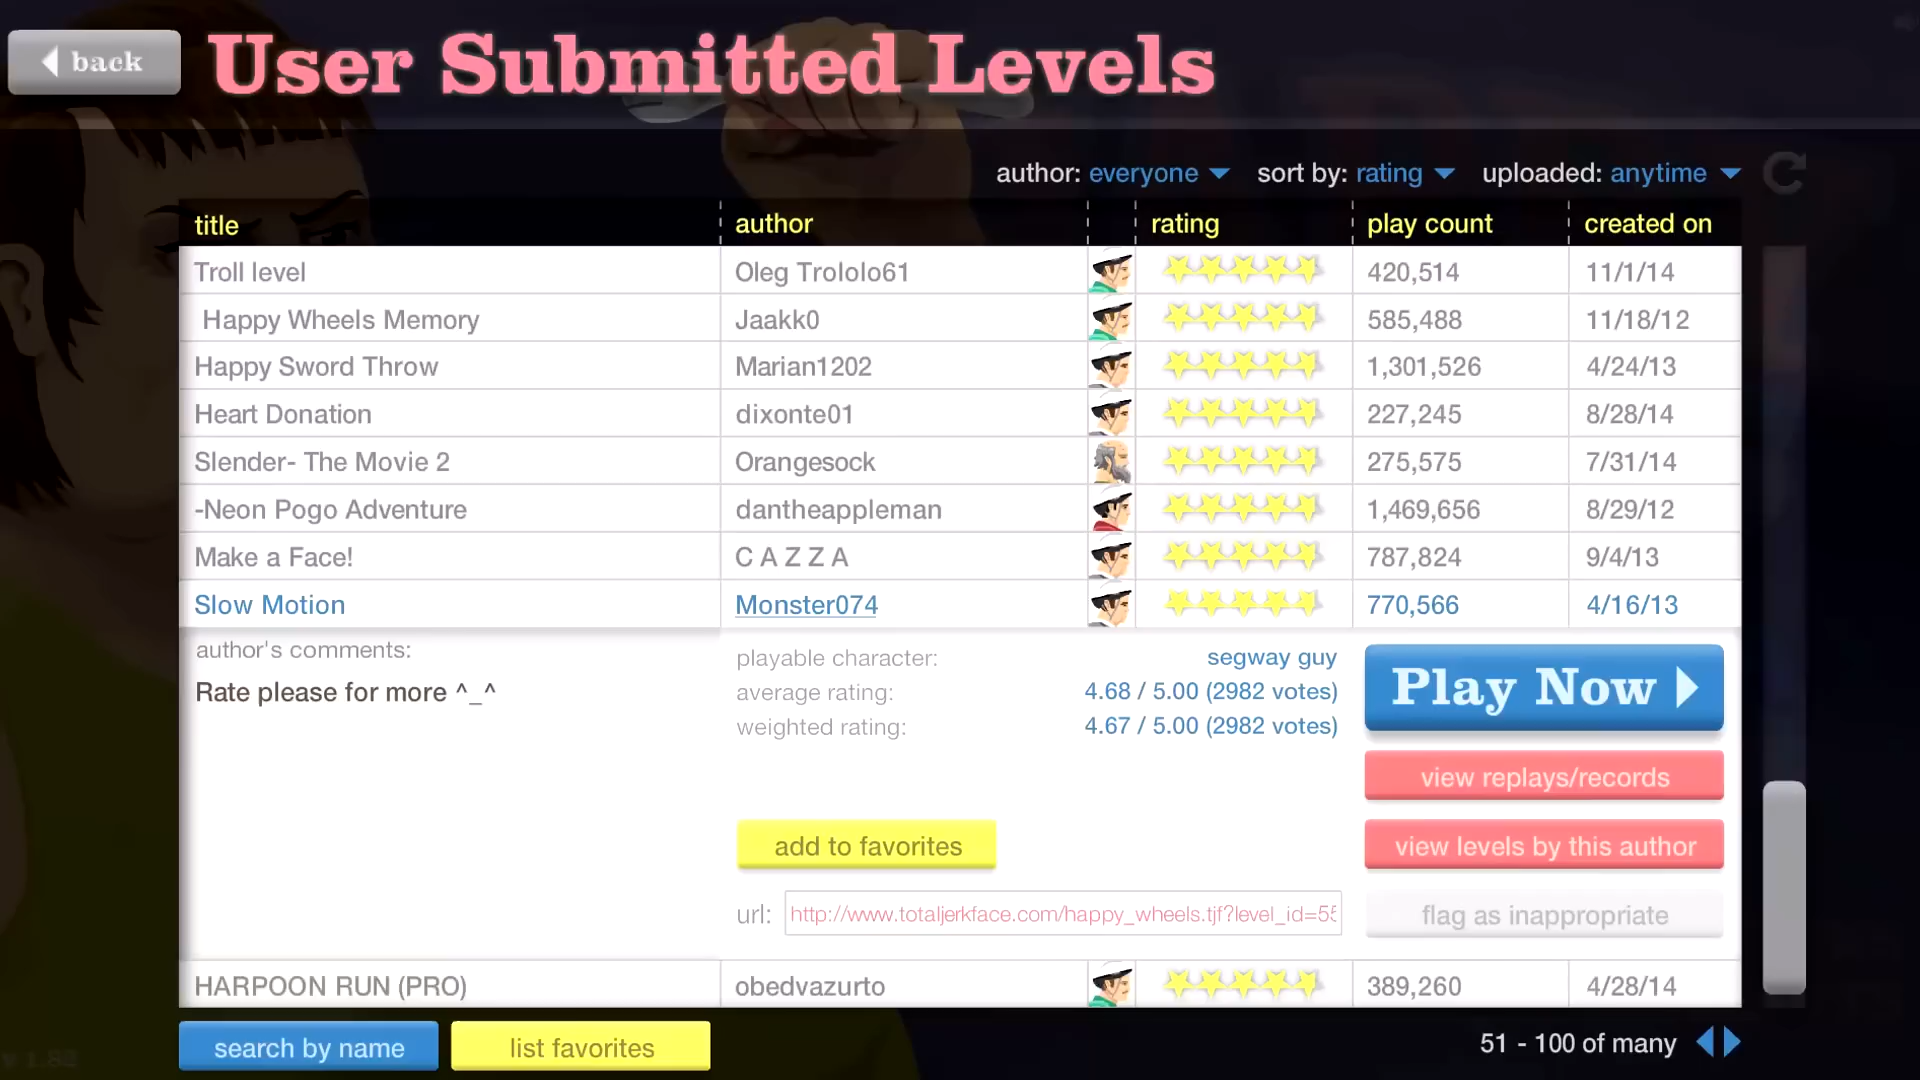 back
User Submitted Levels
author: everyone sort by: rating uploaded: anytime
title author rating play count created on
Troll level Oleg Trololo61 420,514 11/1/14
Happy Wheels Memory Jaakk0 585,488 11/18/12
Happy Sword Throw Marian1202 1,301,526 4/24/13
Heart Donation dixonte01 227,245 8/28/14
Slender- The Movie 2 Orangesock 275,575 7/31/14
-Neon Pogo Adventure dantheappleman 1,469,656 8/29/12
Make a Face! C A Z Z A 787,824 9/4/13
Slow Motion Monster074 770,566 4/16/13
author's comments:
Rate please for more ^_^
playable character: segway guy
average rating: 4.68 / 5.00 (2982 votes)
weighted rating: 4.67 / 5.00 (2982 votes)
Play Now
view replays/records
add to favorites
view levels by this author
url: http://www.totaljerkface.com/happy_wheels.tjf?level_id=55
flag as inappropriate
HARPOON RUN (PRO) obedvazurto 389,260 4/28/14
search by name
list favorites
51 - 100 of many
v 1.82